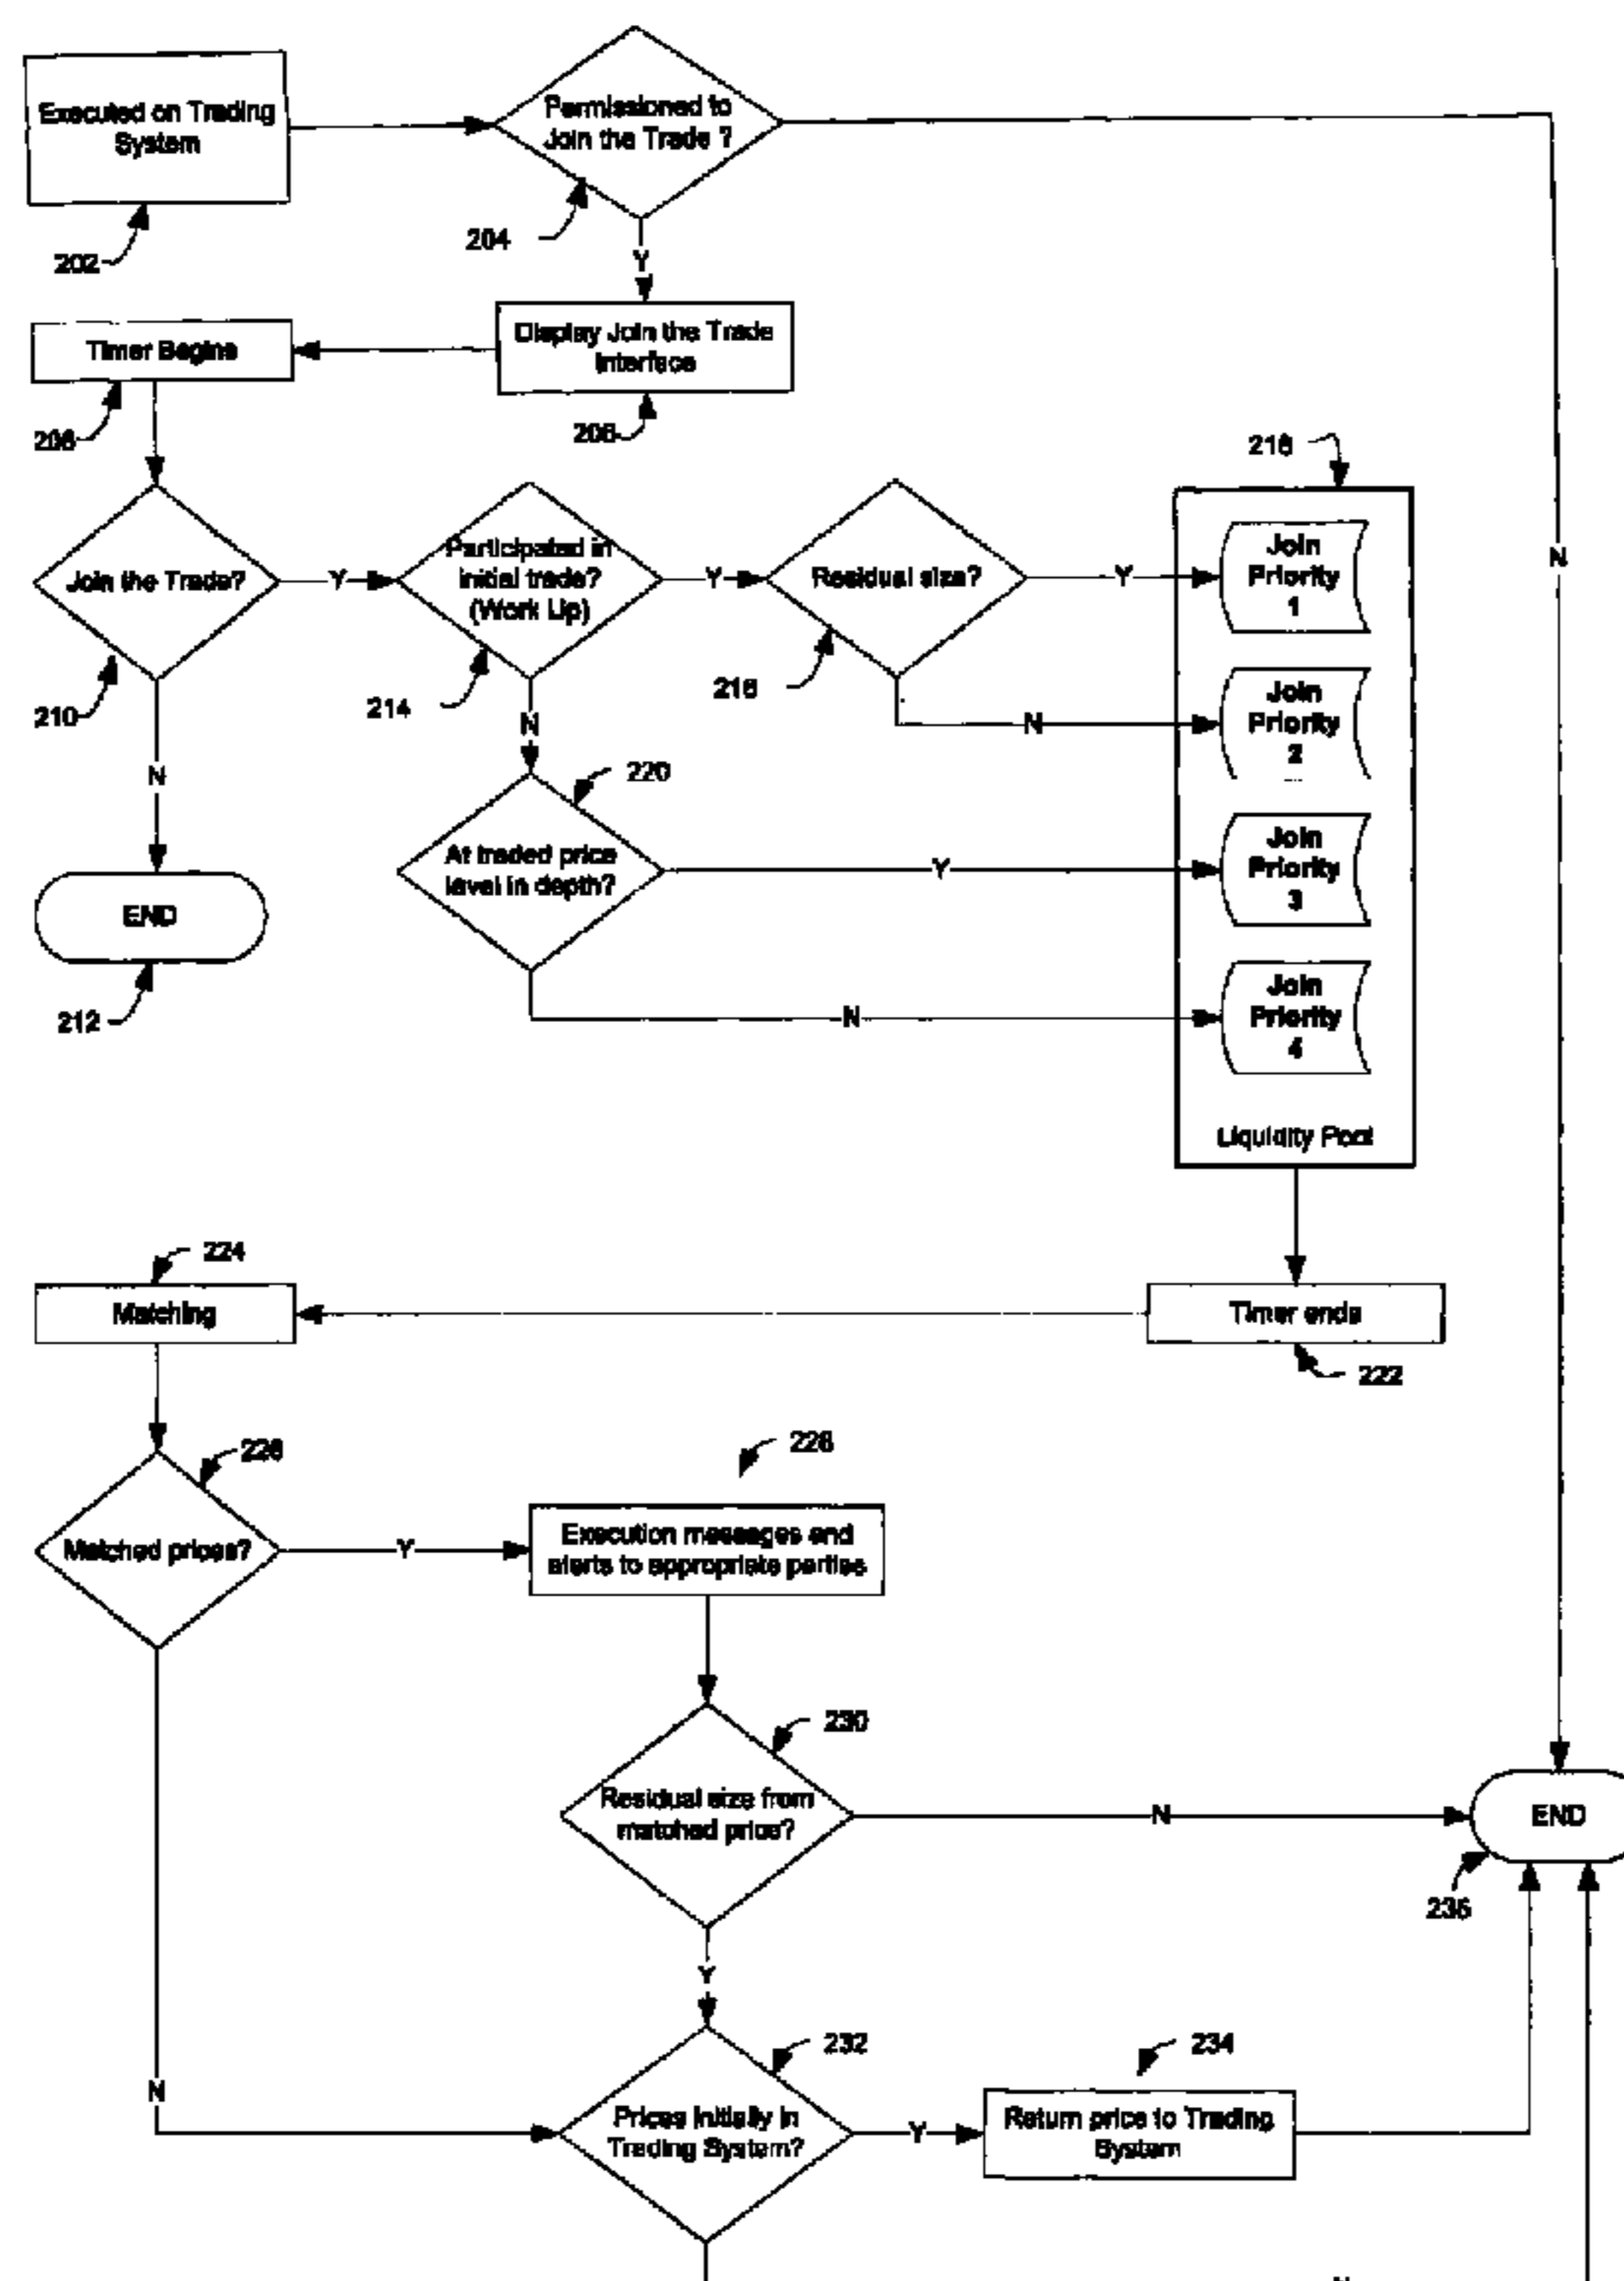 Executed on Trading
System
202
Permissioned to
Join the Trade ?
204
Y
N
Display Join the Trade
Interface
206
Timer Begins
208
Join the Trade?
210
Y
N
END
212
Participated in
initial trade?
(Work Up)
214
Y
N
Residual size?
216
Y
N
At traded price
level in depth?
220
Y
N
218
Join
Priority
1
Join
Priority
2
Join
Priority
3
Join
Priority
4
Liquidity Pool
Timer ends
222
Matching
224
Matched prices?
226
Y
N
Execution messages and
alerts to appropriate parties
228
Residual size from
matched price?
230
N
Y
Prices initially in
Trading System?
232
Y
Return price to Trading
System
234
END